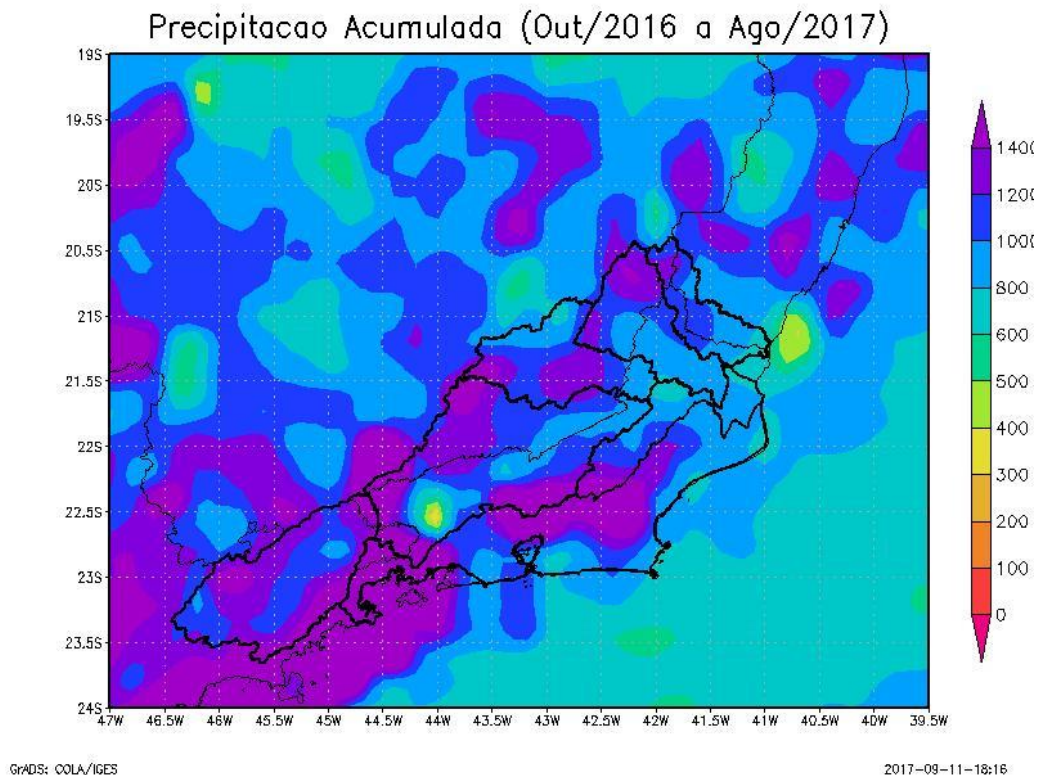 Precipitacao Acumulada (Out/2016 a Ago/2017)
19S
19.5S
20S
20.5S
21S
21.5S
22S
22.5S
23S
23.5S
24S
47W 46.5W 46W 45.5W 45W 44.5W 44W 43.5W 43W 42.5W 42W 41.5W 41W 40.5W 40W 39.5W
1400
1200
1000
800
600
500
400
300
200
100
0
GrADS: COLA/IGES
2017-09-11-18:16